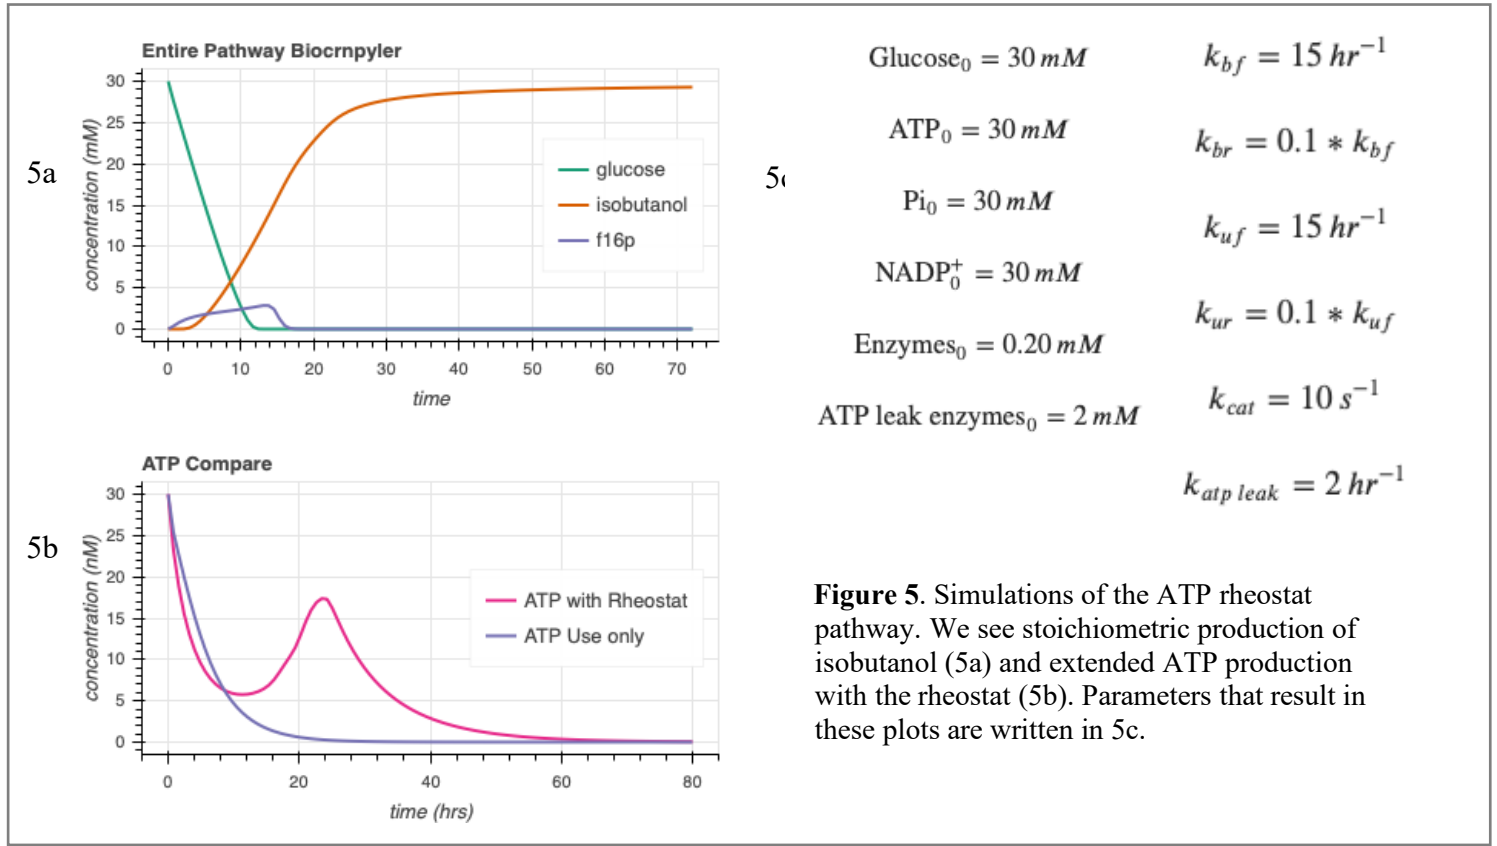 Entire Pathway Biocrnpyler
5a
concentration (mM)
30
25
20
15
10
5
0
glucose
isobutanol
f16p
0 10 20 30 40 50 60 70
time
ATP Compare
5b
concentration (nM)
30
25
20
15
10
5
0
ATP with Rheostat
ATP Use only
0 20 40 60 80
time (hrs)
Glucose₀ = 30 mM
ATP₀ = 30 mM
Pi₀ = 30 mM
NADP₀⁺ = 30 mM
Enzymes₀ = 0.20 mM
ATP leak enzymes₀ = 2 mM
k_bf = 15 hr⁻¹
k_br = 0.1 * k_bf
k_uf = 15 hr⁻¹
k_ur = 0.1 * k_uf
k_cat = 10 s⁻¹
k_atp leak = 2 hr⁻¹
Figure 5. Simulations of the ATP rheostat
pathway. We see stoichiometric production of
isobutanol (5a) and extended ATP production
with the rheostat (5b). Parameters that result in
these plots are written in 5c.